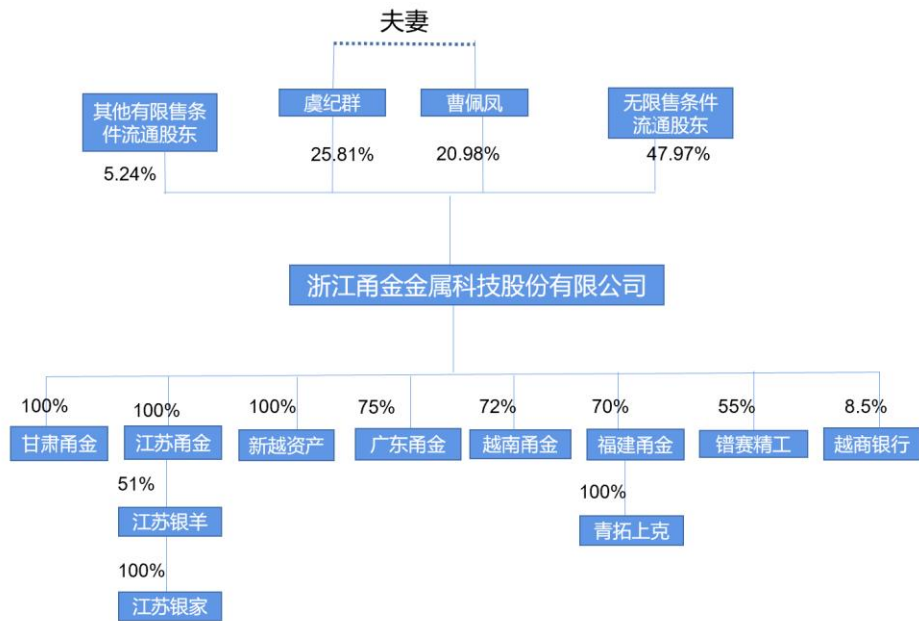 夫妻
其他有限售条
件流通股东
虞纪群
曹佩凤
无限售条件
流通股东
5.24%
25.81%
20.98%
47.97%
浙江甬金金属科技股份有限公司
100%
100%
100%
75%
72%
70%
55%
8.5%
甘肃甬金
江苏甬金
新越资产
广东甬金
越南甬金
福建甬金
镨赛精工
越商银行
51%
100%
江苏银羊
青拓上克
100%
江苏银家